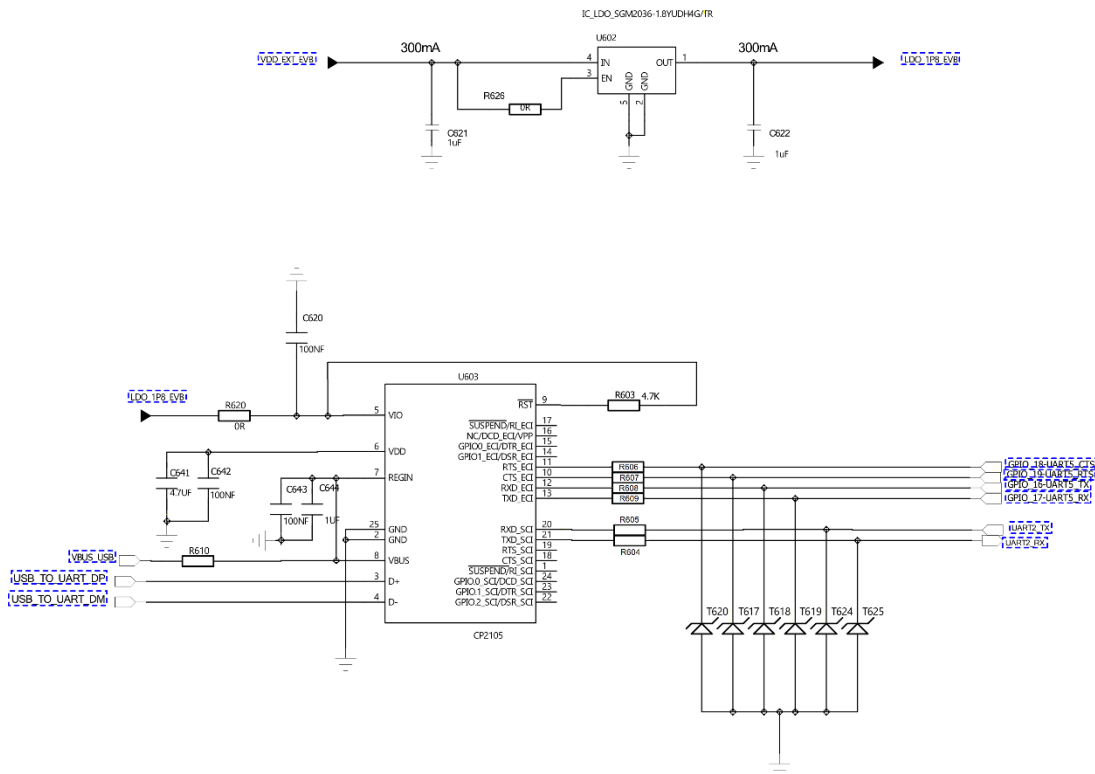 IC_LDO_SGM2036-1.8YUDH4G/TR
U602
300mA
300mA
VDD_EXT_EVB
4
IN
OUT
1
LDO_1P8_EVB
3
EN
GND
GND
5
2
R626
0R
C621
1uF
C622
1uF
C620
100NF
U603
LDO_1P8_EVB
R620
0R
5
VIO
RST
9
R603
4.7K
SUSPEND/RI_ECI
17
NC/DCD_ECI/VPP
16
GPIO0_ECI/DTR_ECI
15
GPIO1_ECI/DSR_ECI
14
6
VDD
7
REGIN
RTS_ECI
11
R606
GPIO_18-UART5_CTS
CTS_ECI
10
R607
GPIO_19-UART5_RTS
RXD_ECI
12
R608
GPIO_16-UART5_TX
TXD_ECI
13
R609
GPIO_17-UART5_RX
C641
4.7UF
C642
100NF
C643
100NF
C644
1UF
25
GND
2
GND
RXD_SCI
20
R605
UART2_TX
TXD_SCI
21
R604
UART2_RX
RTS_SCI
19
CTS_SCI
18
VBUS_USB
R610
8
VBUS
SUSPEND/RI_SCI
1
USB_TO_UART_DP
3
D+
GPIO.0_SCI/DCD_SCI
24
GPIO.1_SCI/DTR_SCI
23
USB_TO_UART_DM
4
D-
GPIO.2_SCI/DSR_SCI
22
CP2105
T620
T617
T618
T619
T624
T625